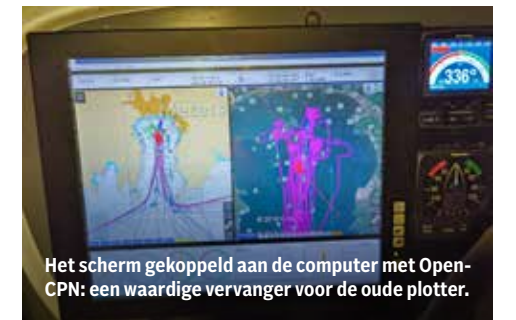 336°
Het scherm gekoppeld aan de computer met Open-
CPN: een waardige vervanger voor de oude plotter.